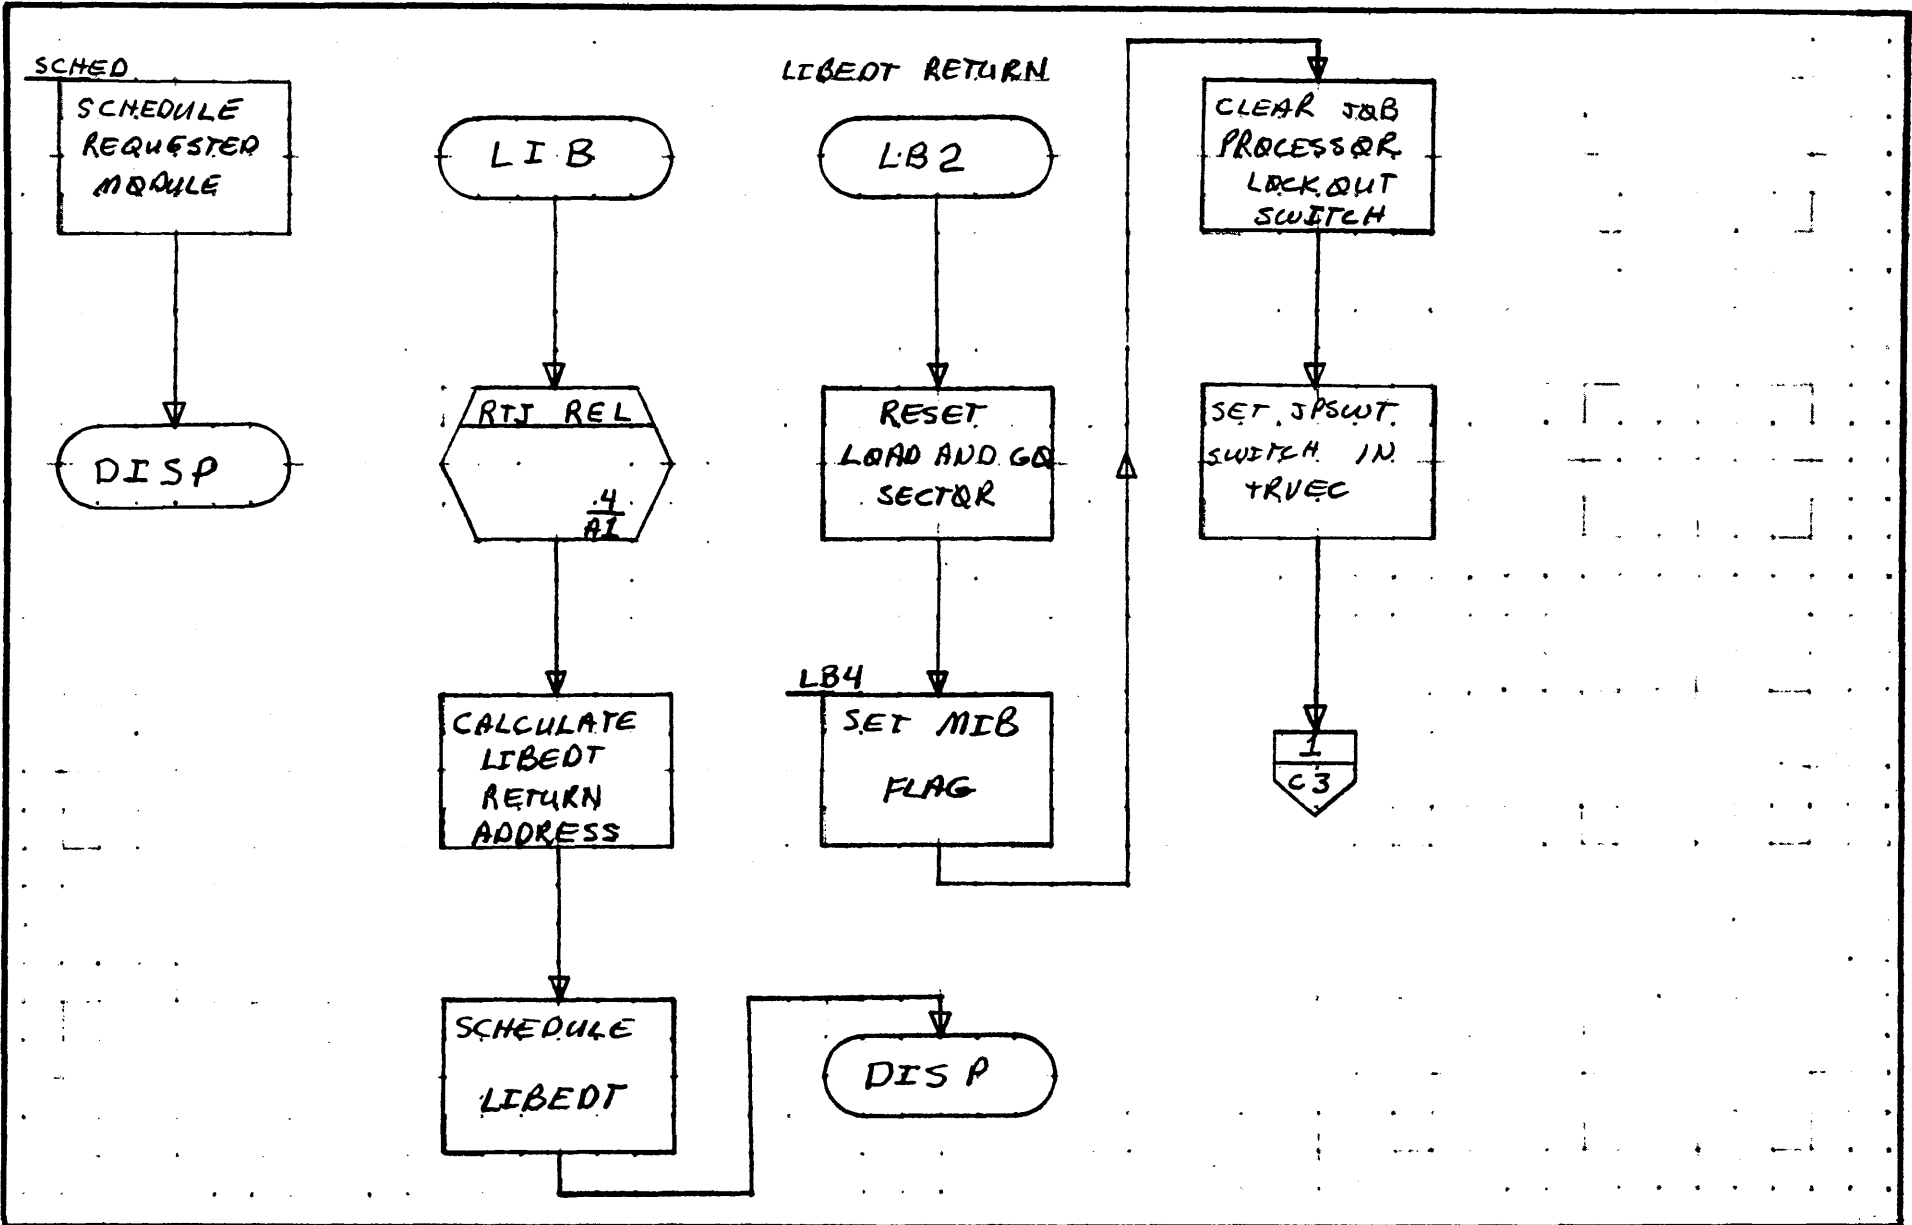 SCHED
SCHEDULE
REQUESTED
MODULE
DISP
LIB
RTJ REL
4
A1
CALCULATE
LIBEDT
RETURN
ADDRESS
SCHEDULE
LIBEDT
DISP
LIBEDT RETURN
LB2
RESET
LOAD AND GO
SECTOR
LB4
SET MIB
FLAG
CLEAR JOB
PROCESSOR
LOCKOUT
SWITCH
SET JPSWT
SWITCH IN
TRVEC
1
C3